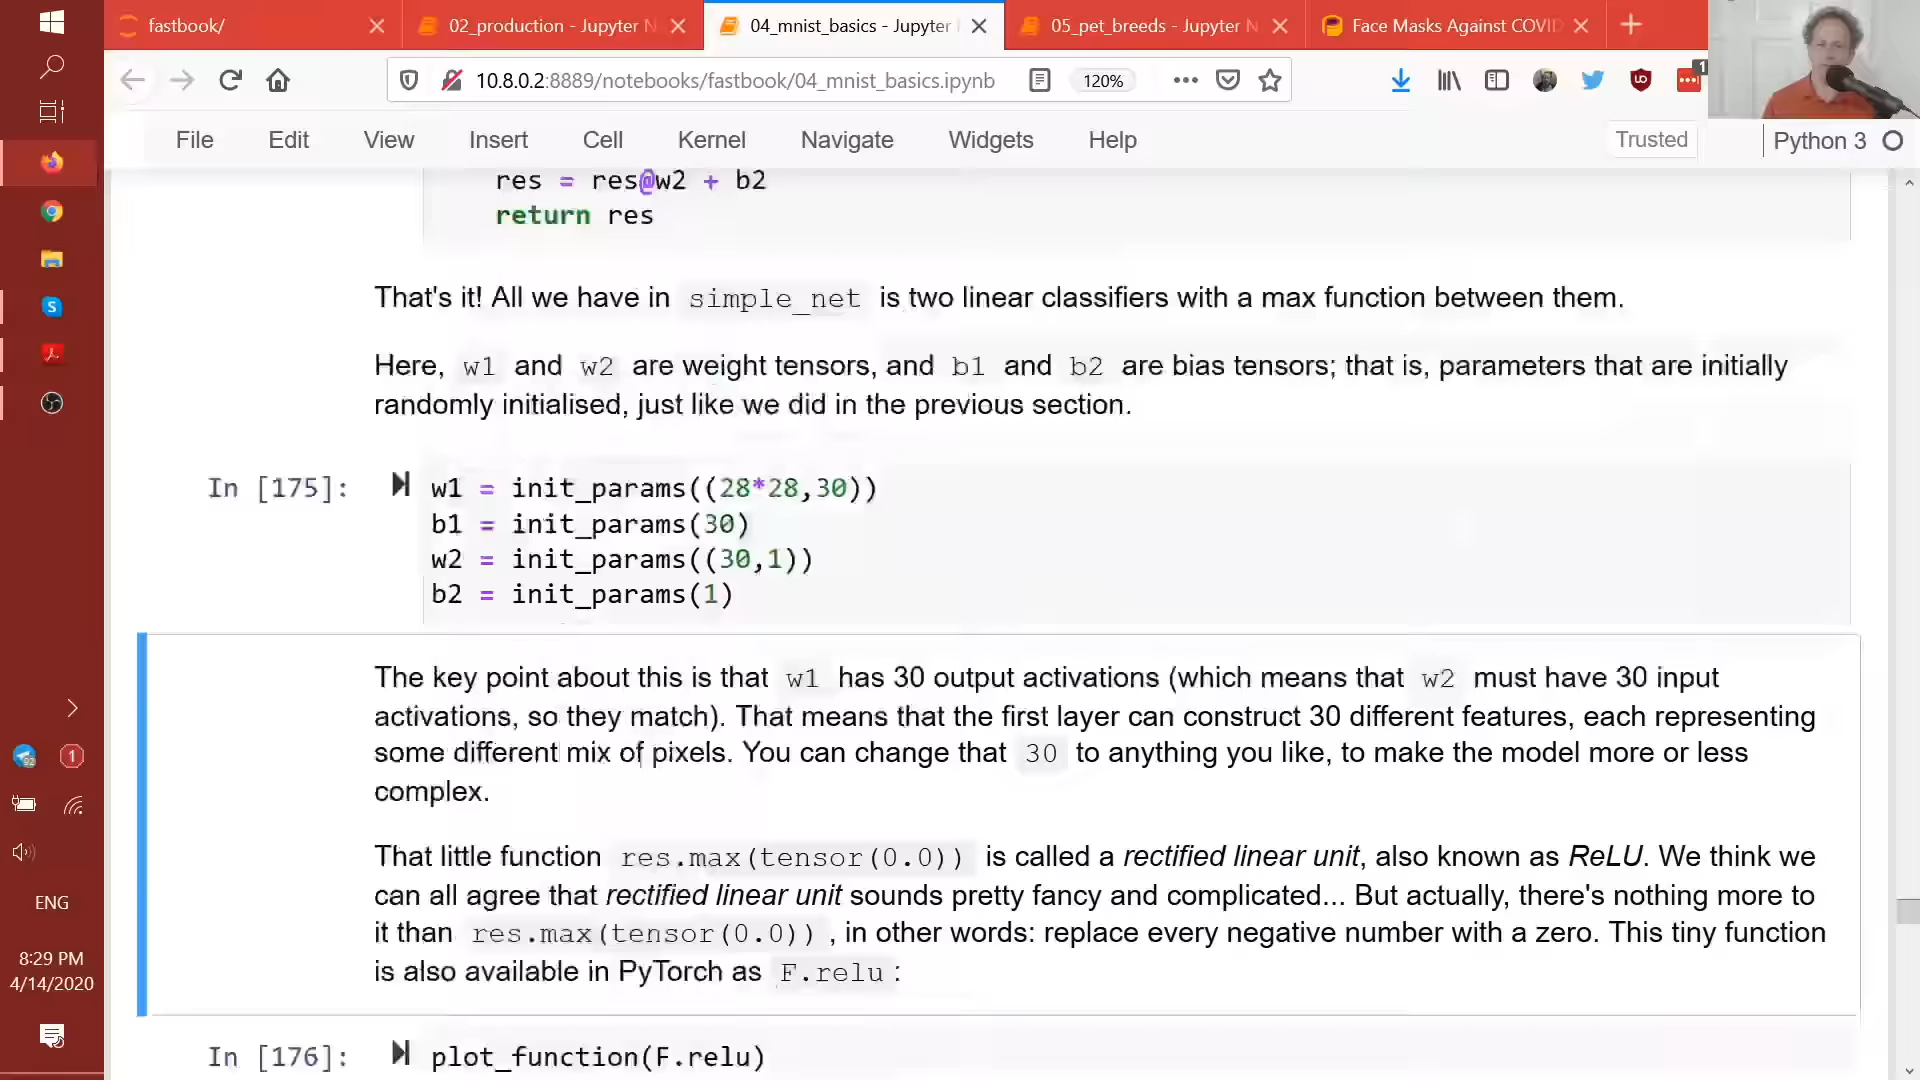 fastbook/
02_production - Jupyter N
04_mnist_basics - Jupyter
05_pet_breeds - Jupyter N
Face Masks Against COVID
10.8.0.2:8889/notebooks/fastbook/04_mnist_basics.ipynb
120%
1
File Edit View Insert Cell Kernel Navigate Widgets Help
Trusted
Python 3
res = res@w2 + b2
return res
That's it! All we have in simple_net is two linear classifiers with a max function between them.
Here, w1 and w2 are weight tensors, and b1 and b2 are bias tensors; that is, parameters that are initially
randomly initialised, just like we did in the previous section.
In [175]:
w1 = init_params((28*28,30))
b1 = init_params(30)
w2 = init_params((30,1))
b2 = init_params(1)
The key point about this is that w1 has 30 output activations (which means that w2 must have 30 input
activations, so they match). That means that the first layer can construct 30 different features, each representing
some different mix of pixels. You can change that 30 to anything you like, to make the model more or less
complex.
That little function res.max(tensor(0.0)) is called a rectified linear unit, also known as ReLU. We think we
can all agree that rectified linear unit sounds pretty fancy and complicated... But actually, there's nothing more to
it than res.max(tensor(0.0)) , in other words: replace every negative number with a zero. This tiny function
is also available in PyTorch as F.relu :
In [176]:
plot_function(F.relu)
1
ENG
8:29 PM
4/14/2020